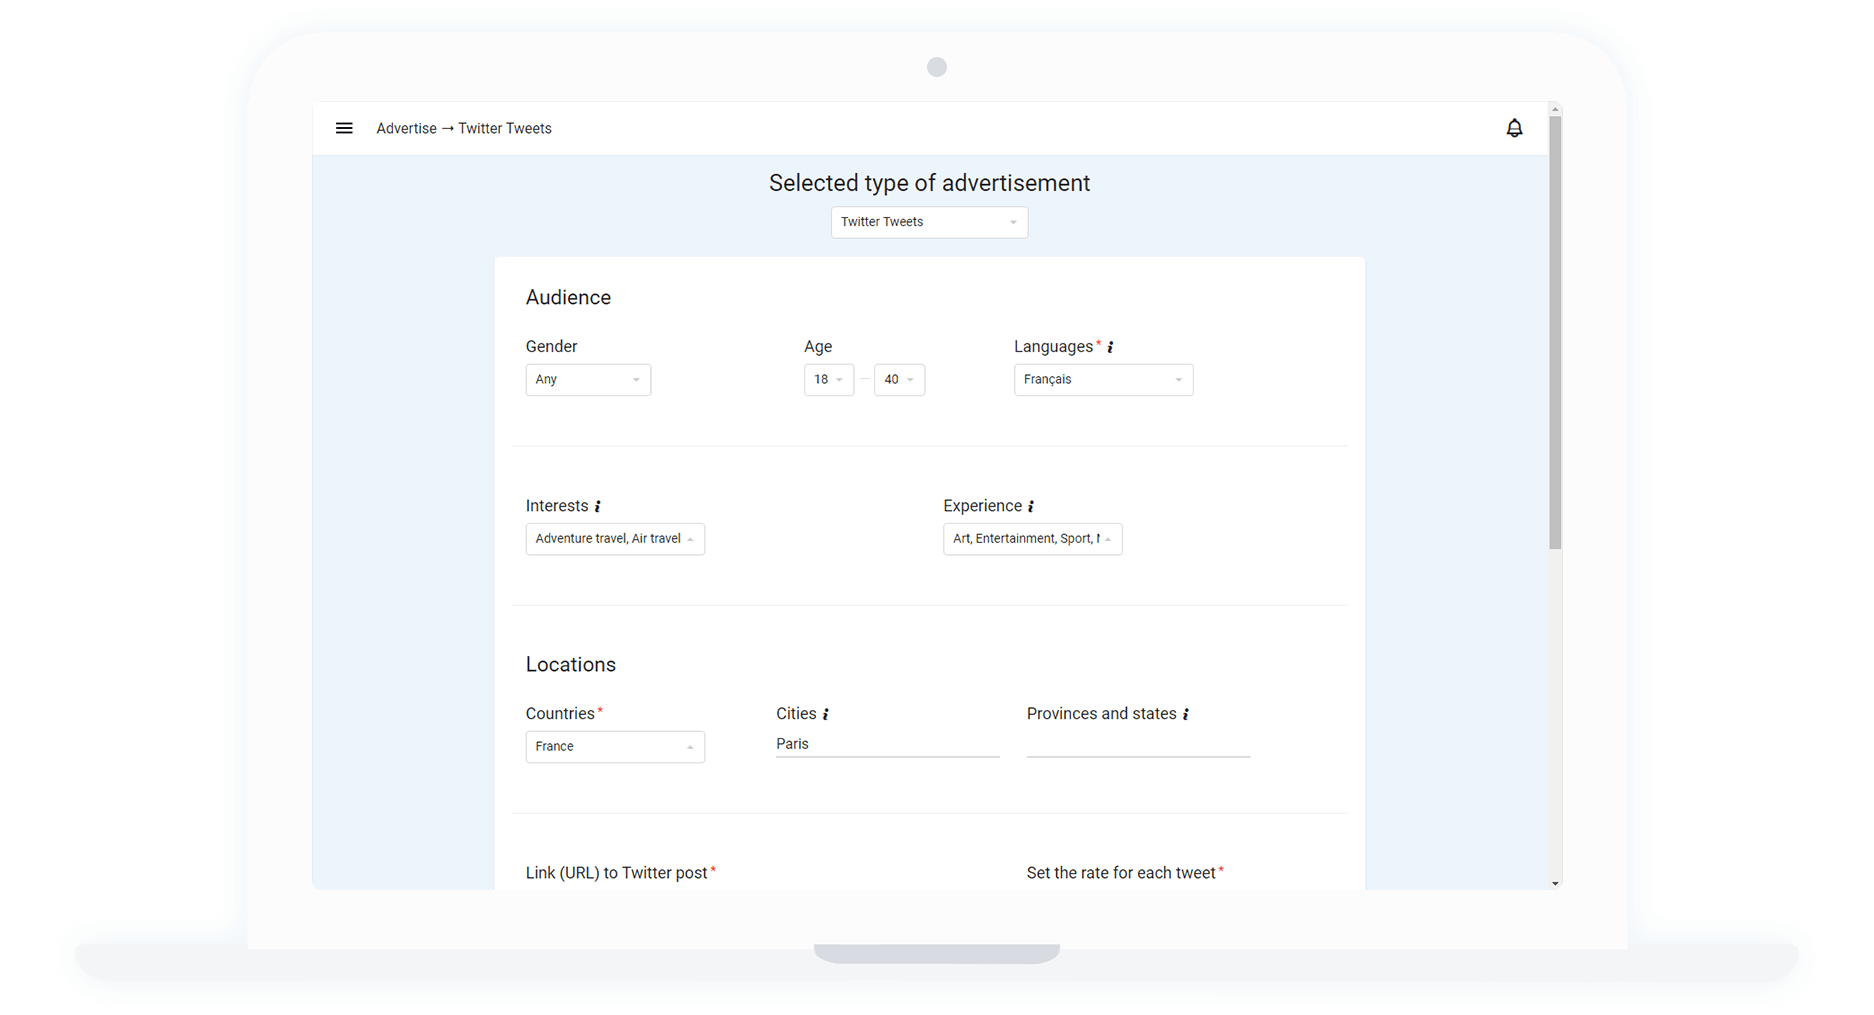 Advertise → Twitter Tweets
Selected type of advertisement
Twitter Tweets
Audience
Gender Age Languages* i
Any 18 – 40 Français
Interests i Experience i
Adventure travel, Air travel Art, Entertainment, Sport,
Locations
Countries* Cities i Provinces and states i
France Paris
Link (URL) to Twitter post* Set the rate for each tweet*